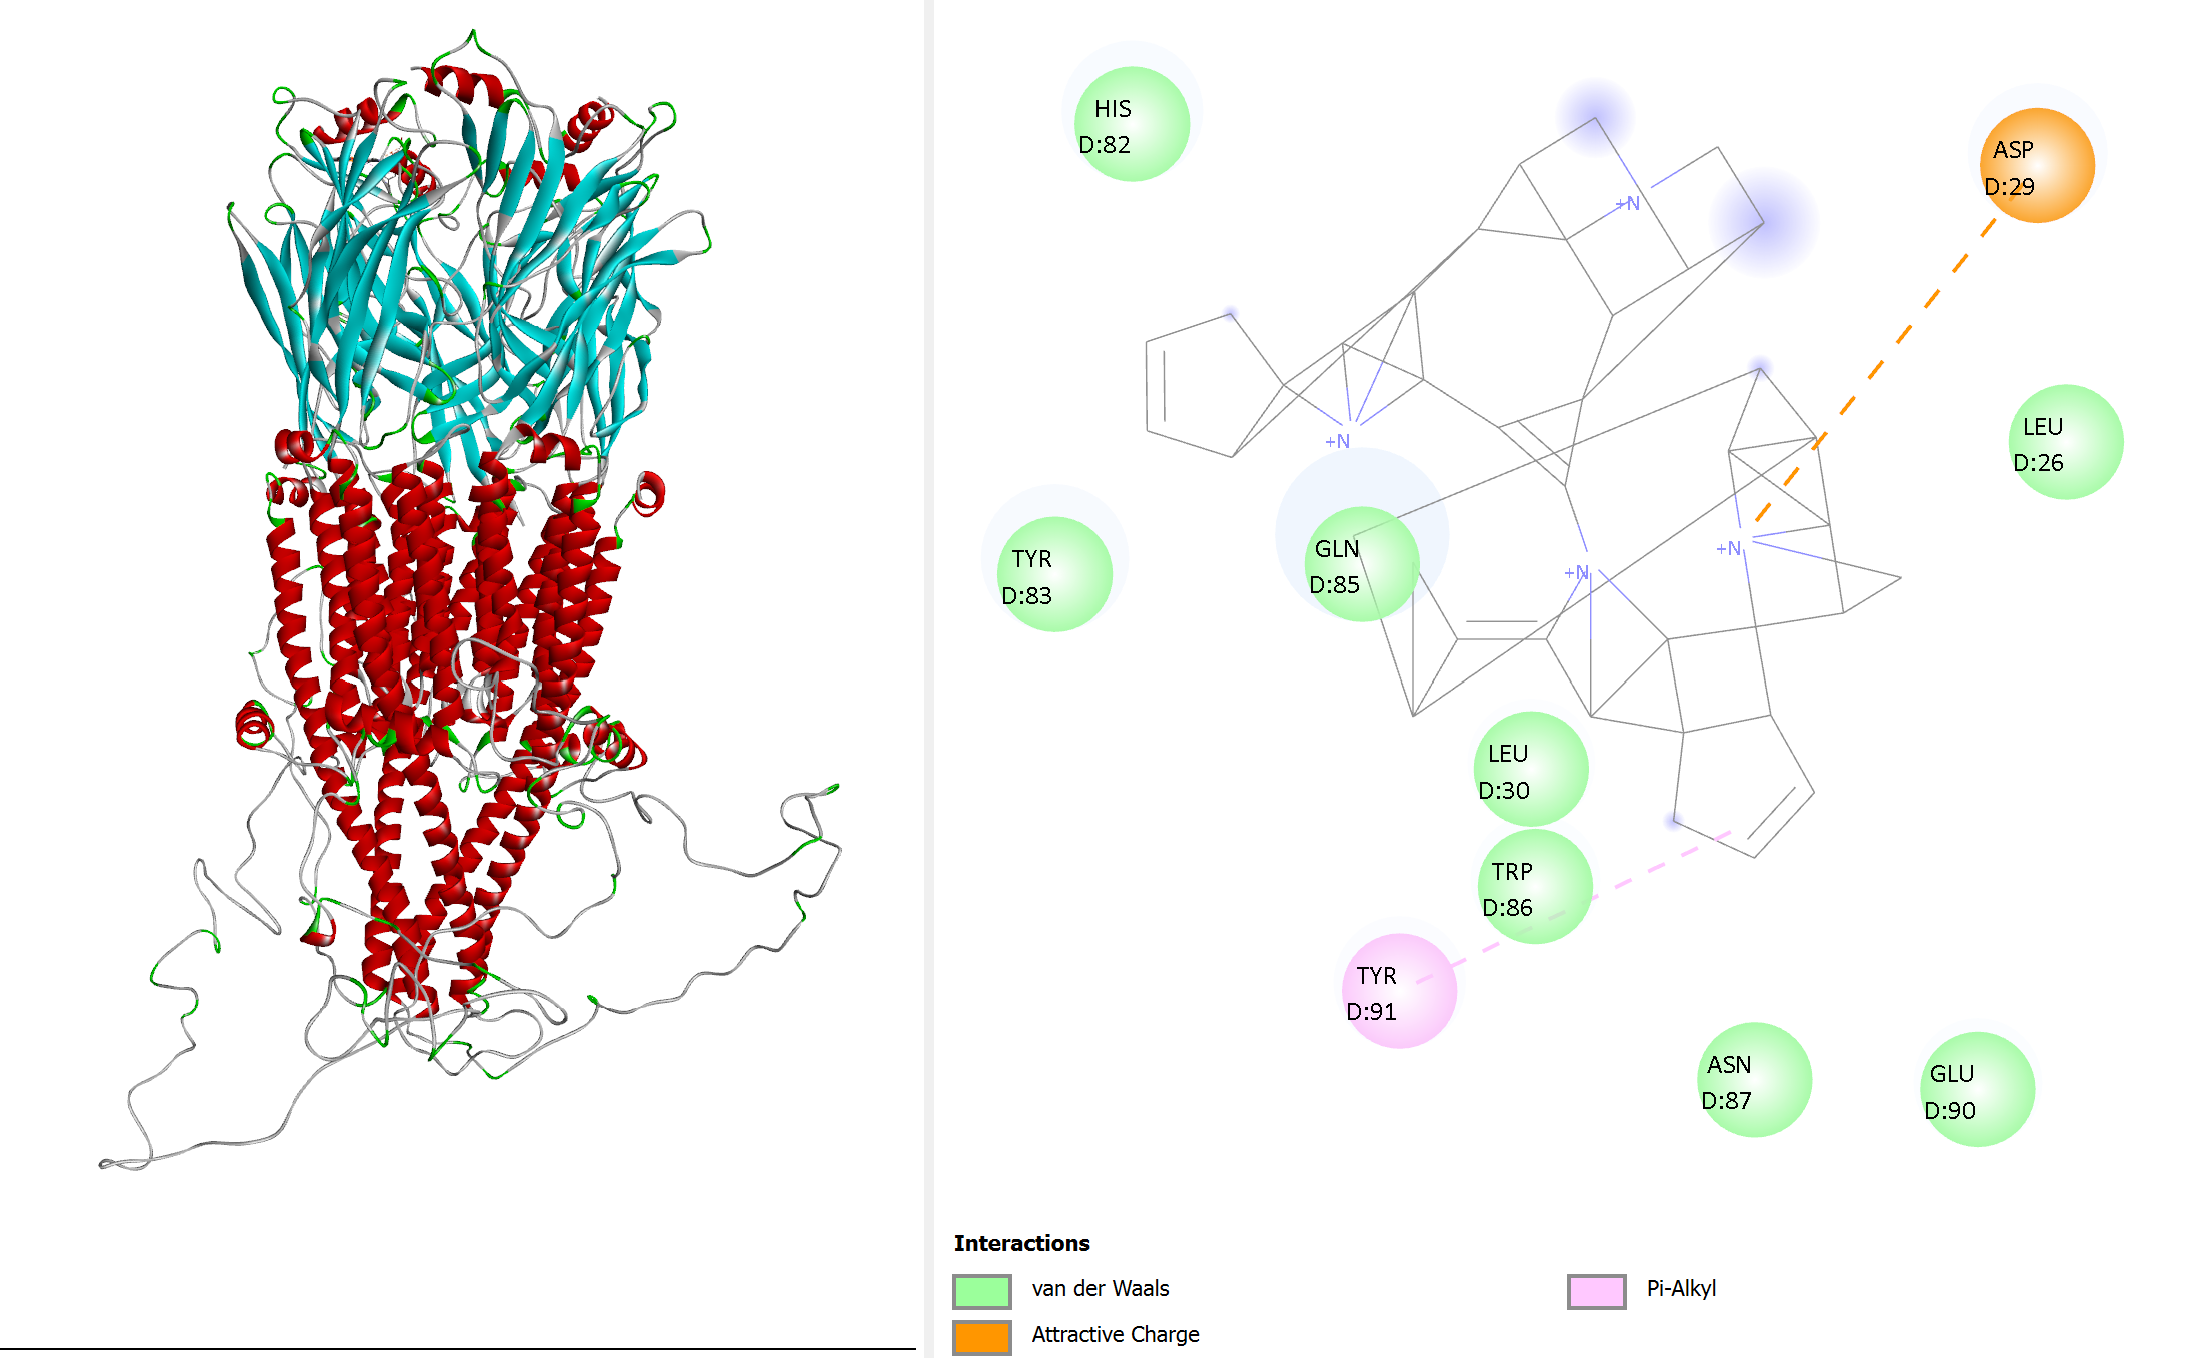 HIS
D:82
ASP
D:29
+N
+N
LEU
D:26
TYR
D:83
GLN
D:85
+N
+N
LEU
D:30
TRP
D:86
TYR
D:91
ASN
D:87
GLU
D:90
Interactions
van der Waals
Pi-Alkyl
Attractive Charge